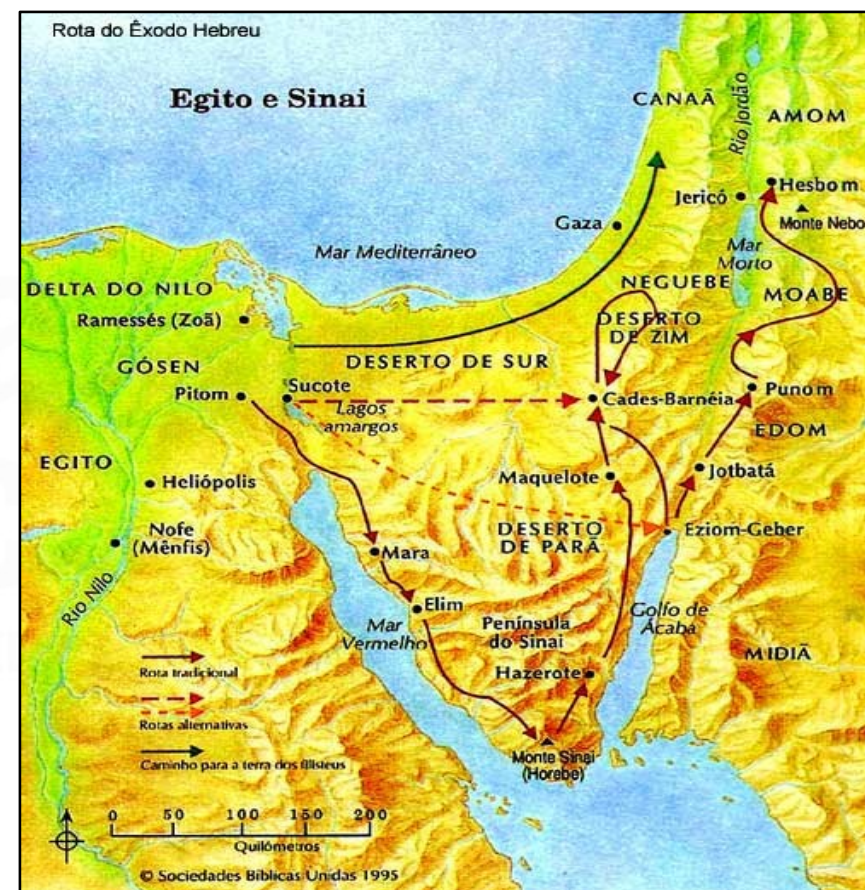 Rota do Êxodo Hebreu
Egito e Sinai
CANAÃ
AMOM
Rio Jordão
Jericó
Hesbom
Monte Nebo
Gaza
Mar Mediterrâneo
Mar
Morto
DELTA DO NILO
NEGUEBE
MOABE
Ramessés (Zoã)
DESERTO
DE ZIM
GÓSEN
DESERTO DE SUR
Pitom
Sucote
Cades-Barnéia
Punom
Lagos
amargos
EDOM
EGITO
Heliópolis
Maquelote
Jotbatá
Nofe
(Mênfis)
DESERTO
DE PARÃ
Eziom-Geber
Mara
Rio Nilo
Elim
Mar
Vermelho
Península
do Sinai
Golfo de
Ácaba
MIDIÃ
Hazerote
Rota tradicional
Rotas alternativas
Monte Sinai
(Horebe)
Caminho para a terra dos filisteus
0 50 100 150 200
Quilômetros
© Sociedades Bíblicas Unidas 1995